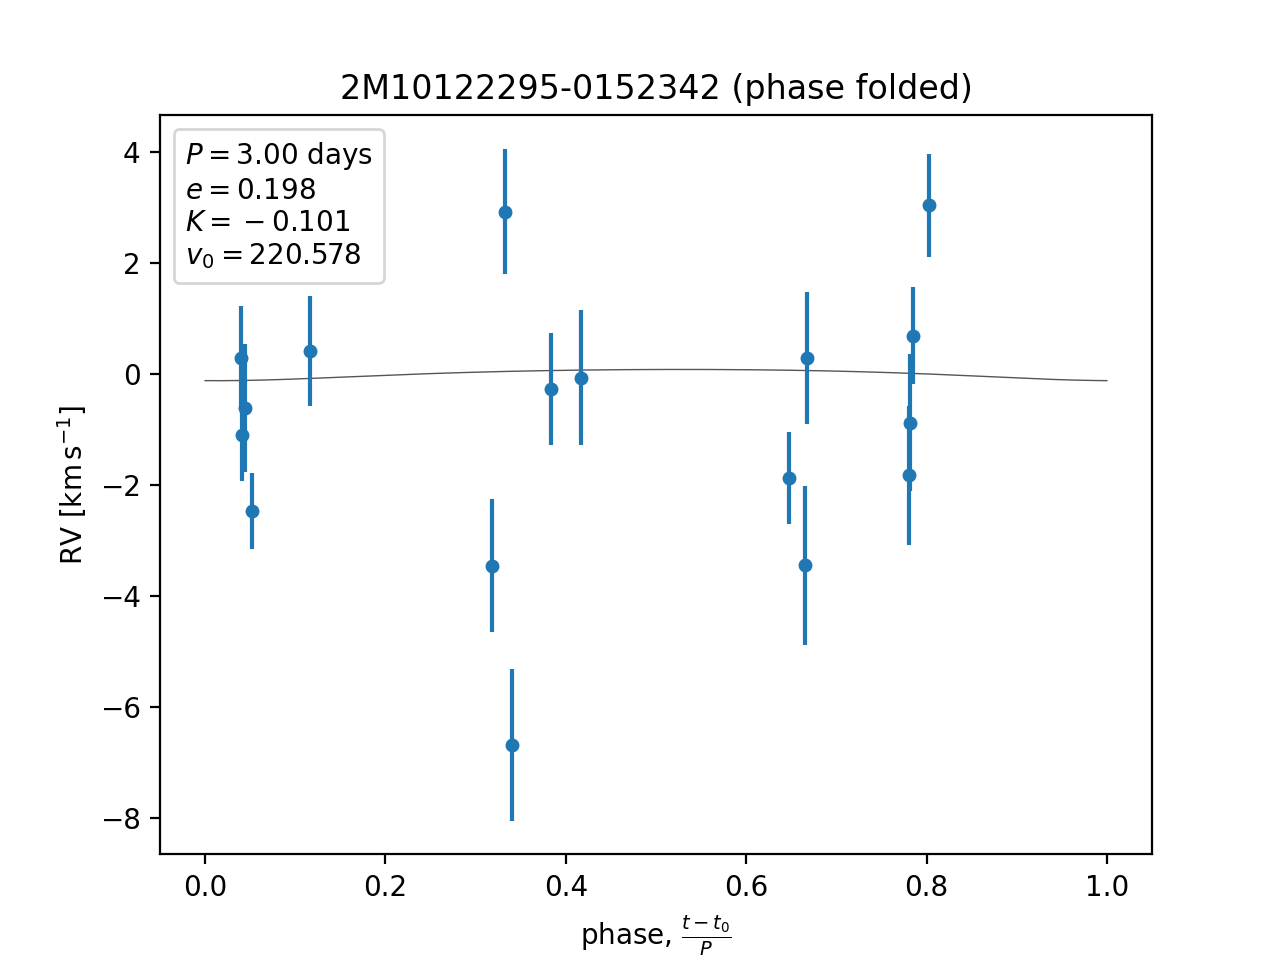 2M10122295-0152342 (phase folded)
P = 3.00 days
e = 0.198
K = −0.101
v₀ = 220.578
4
2
0
−2
−4
−6
−8
RV [km s⁻¹]
0.0 0.2 0.4 0.6 0.8 1.0
phase, (t − t₀)/P